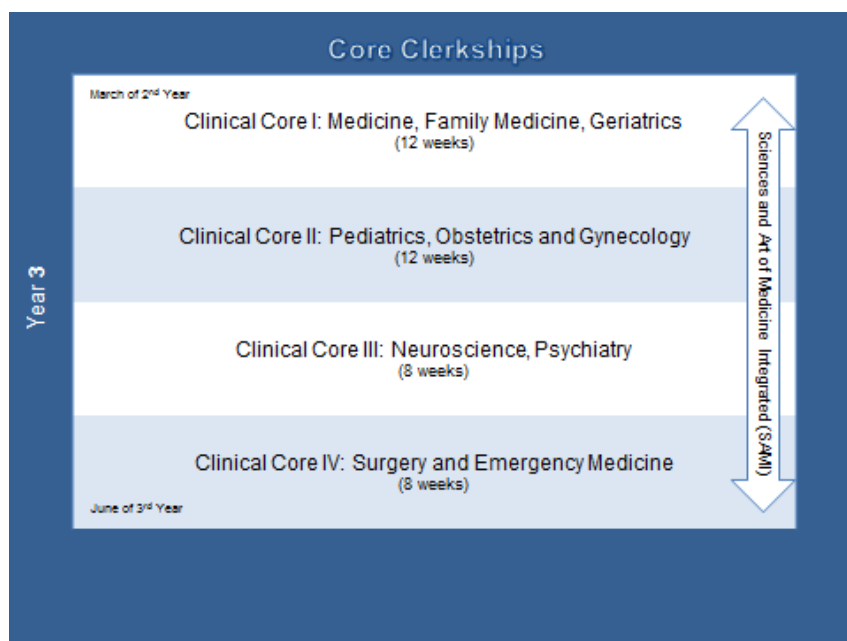 Core Clerkships
March of 2nd Year
Clinical Core I: Medicine, Family Medicine, Geriatrics
(12 weeks)
Clinical Core II: Pediatrics, Obstetrics and Gynecology
(12 weeks)
Year 3
Clinical Core III: Neuroscience, Psychiatry
(8 weeks)
Clinical Core IV: Surgery and Emergency Medicine
(8 weeks)
June of 3rd Year
Sciences and Art of Medicine Integrated (SAMI)